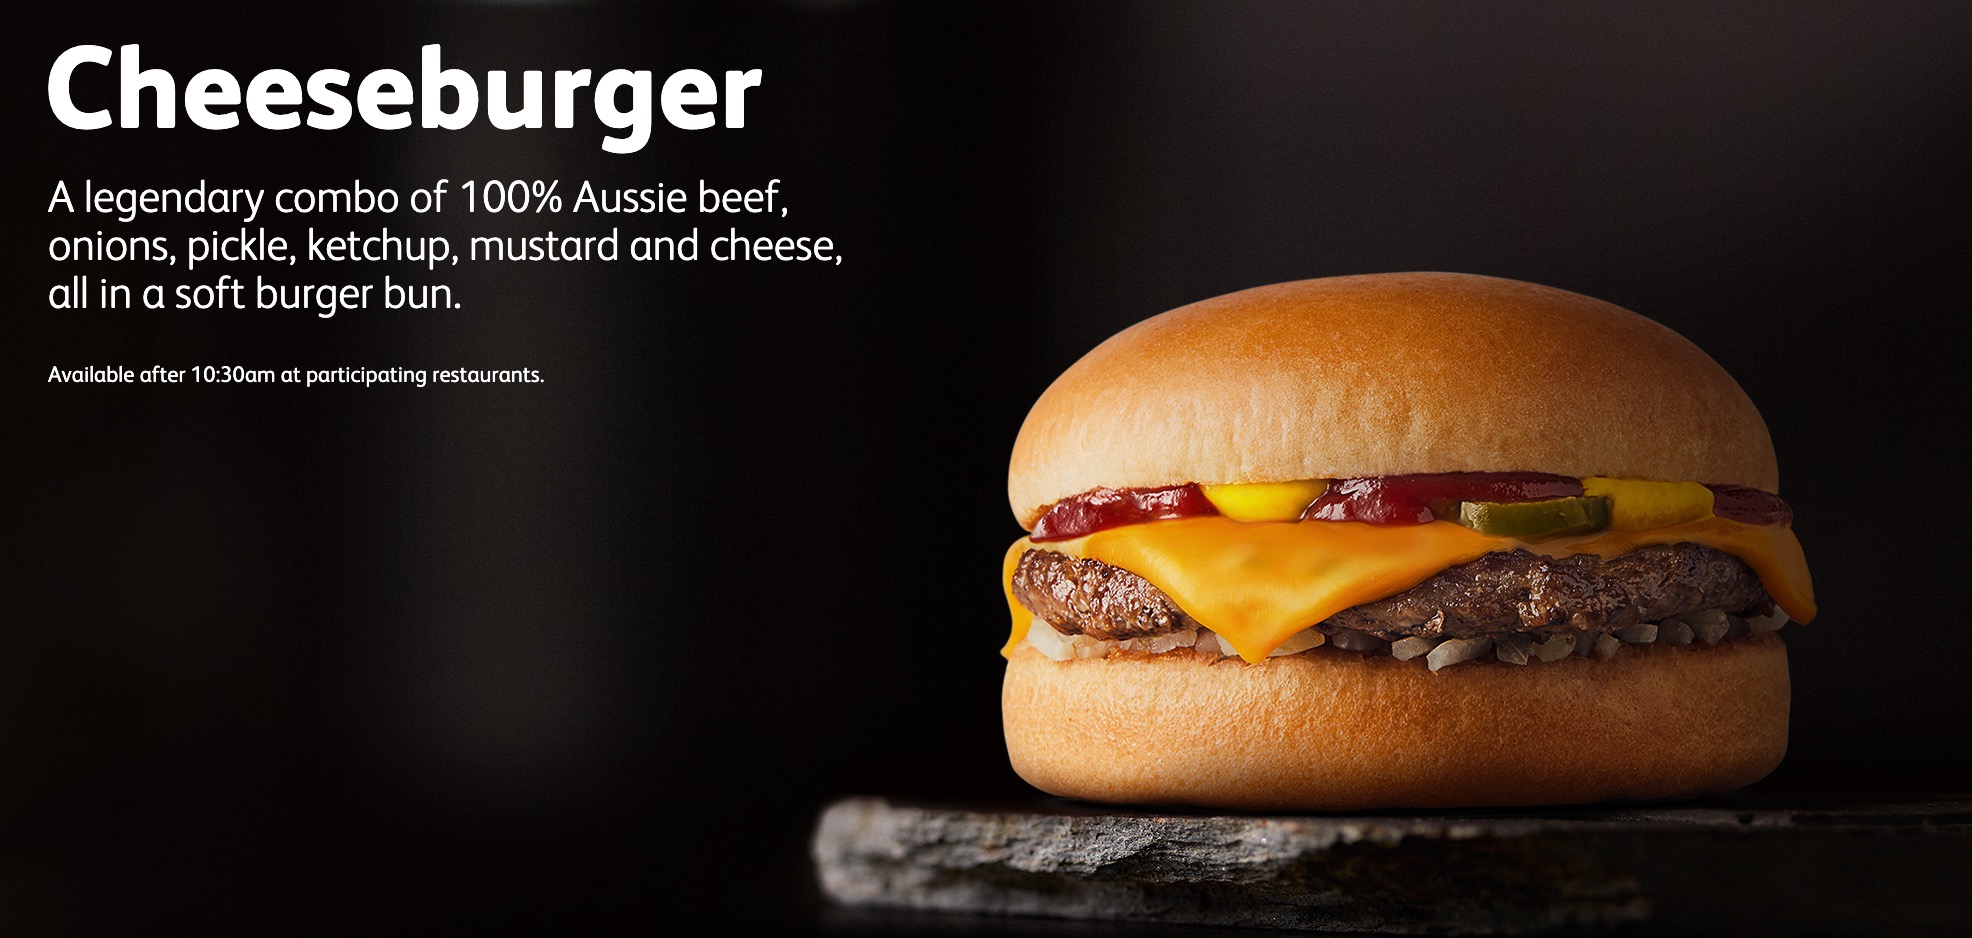 Cheeseburger
A legendary combo of 100% Aussie beef,
onions, pickle, ketchup, mustard and cheese,
all in a soft burger bun.
Available after 10:30am at participating restaurants.